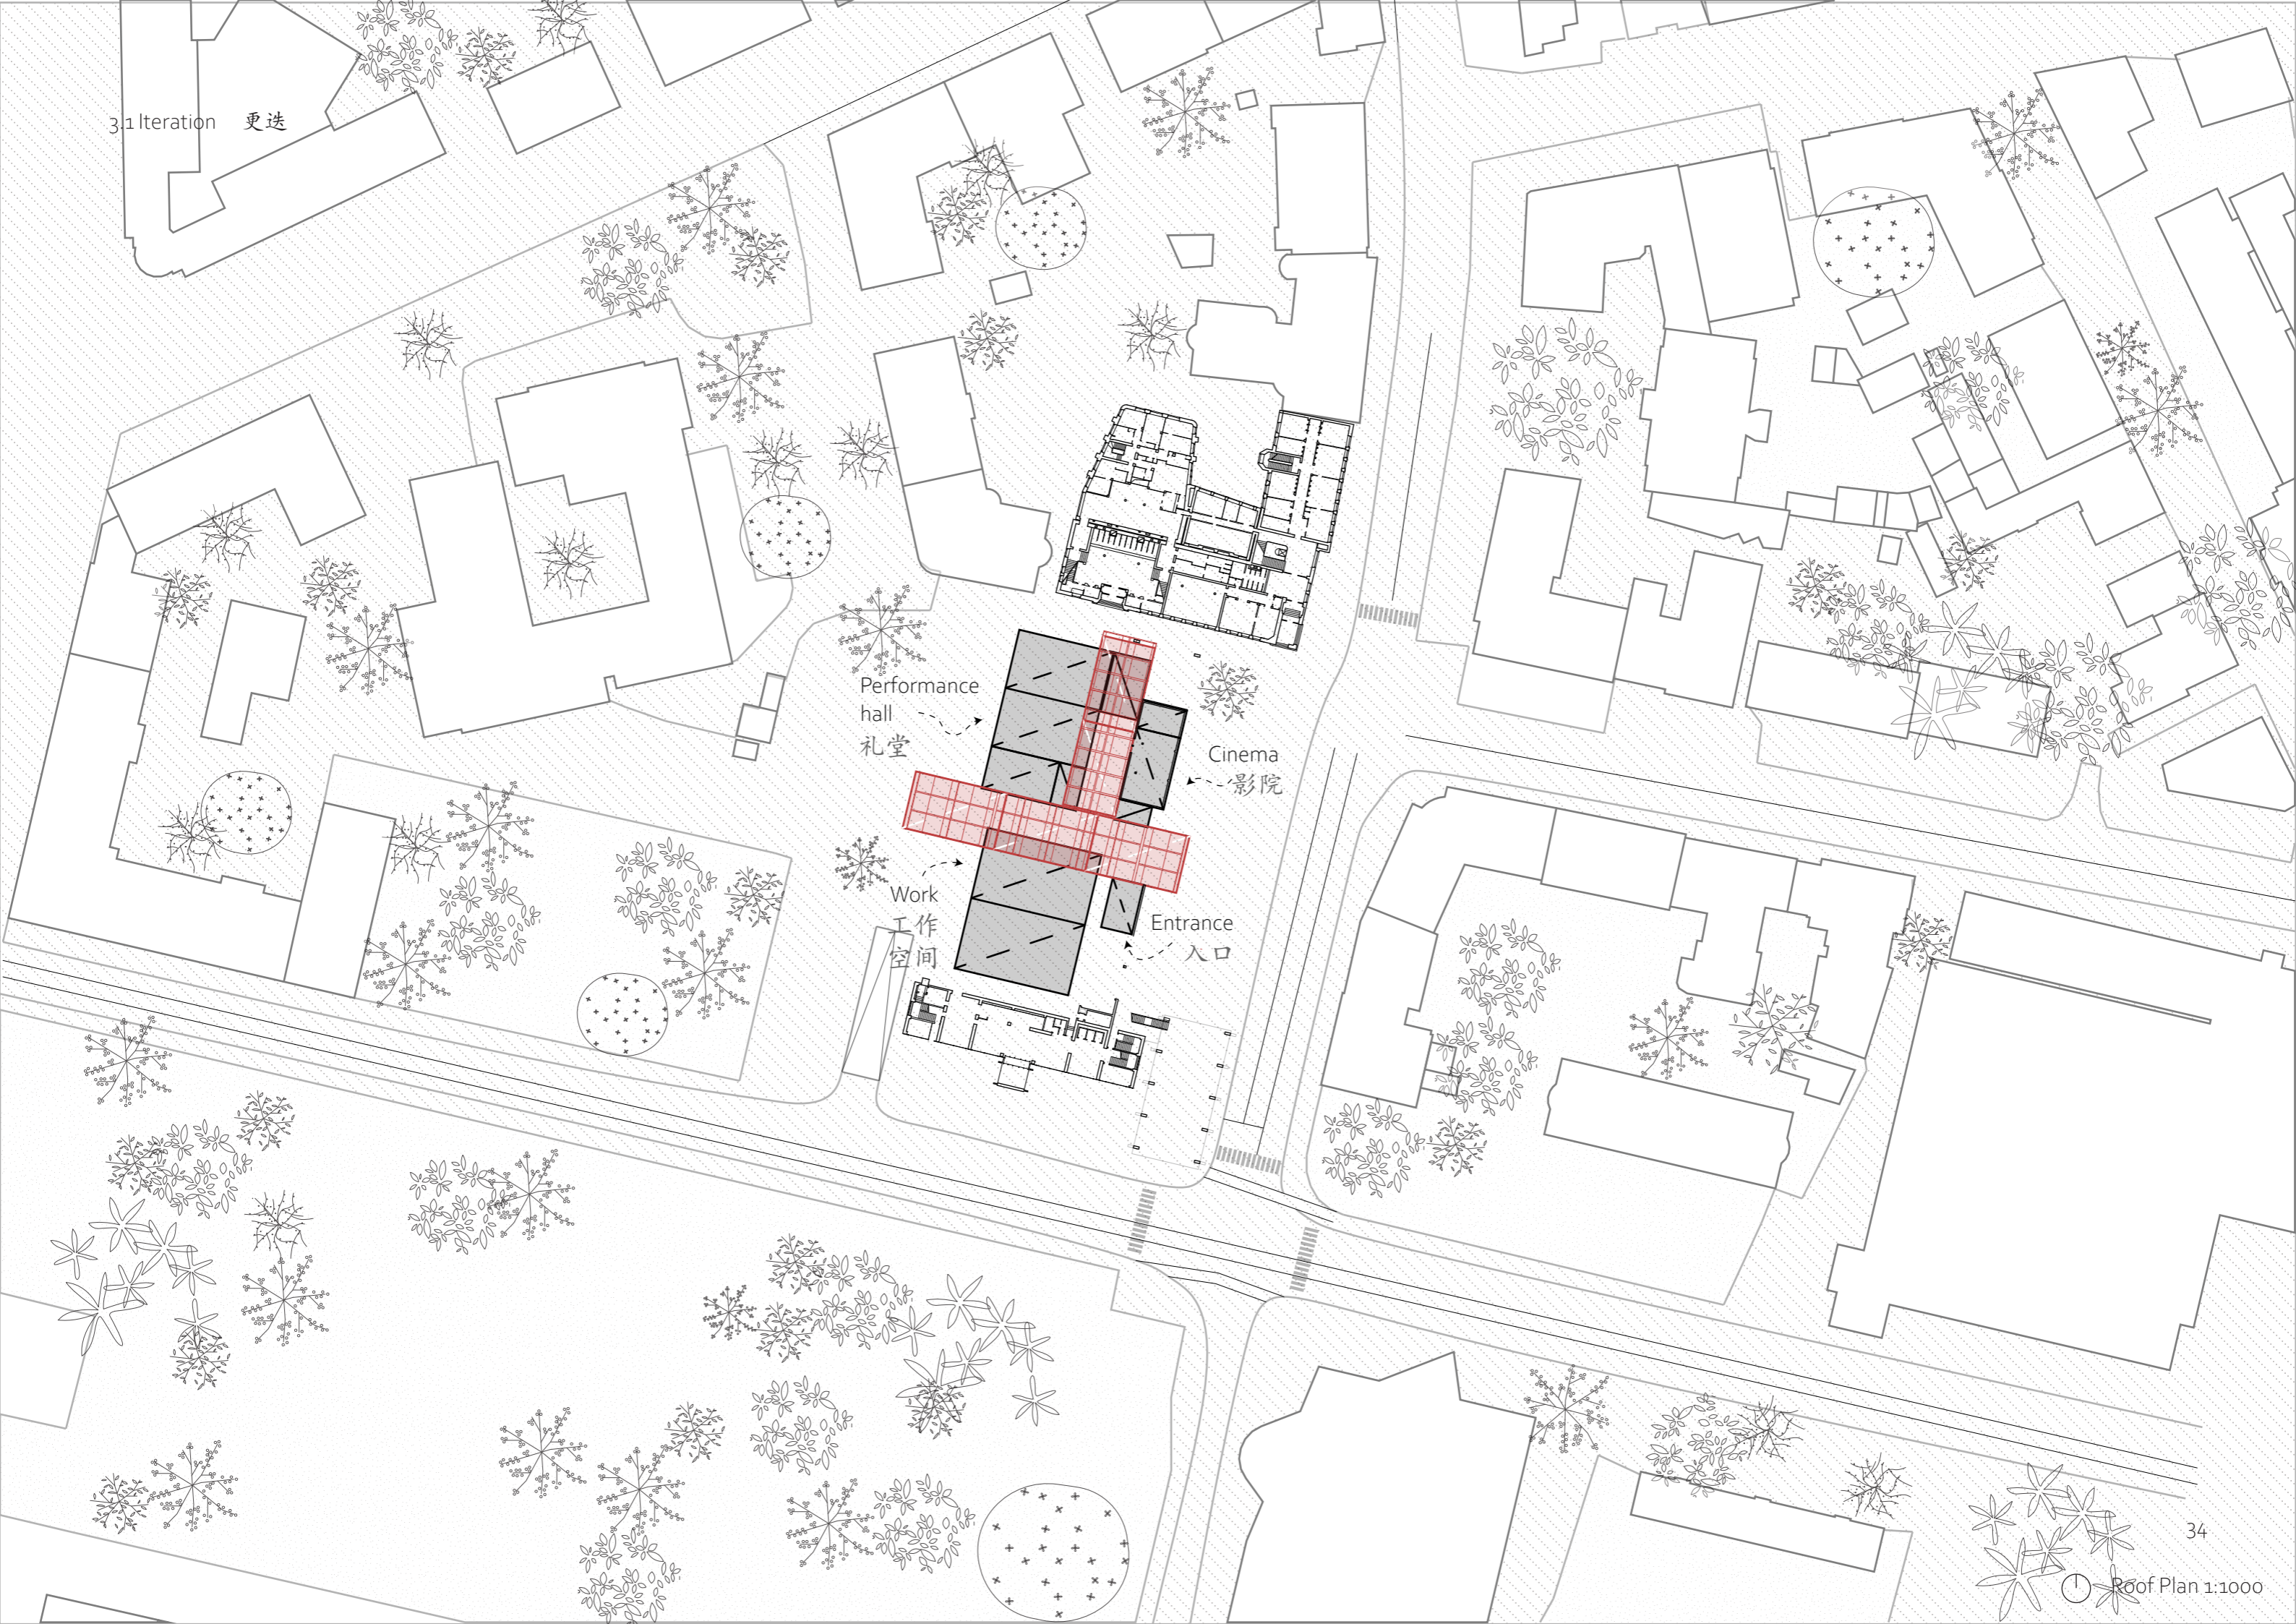 3.1 Iteration 更迭
Performance
hall
礼堂
Cinema
影院
Work
工作
空间
Entrance
入口
34
Roof Plan 1:1000